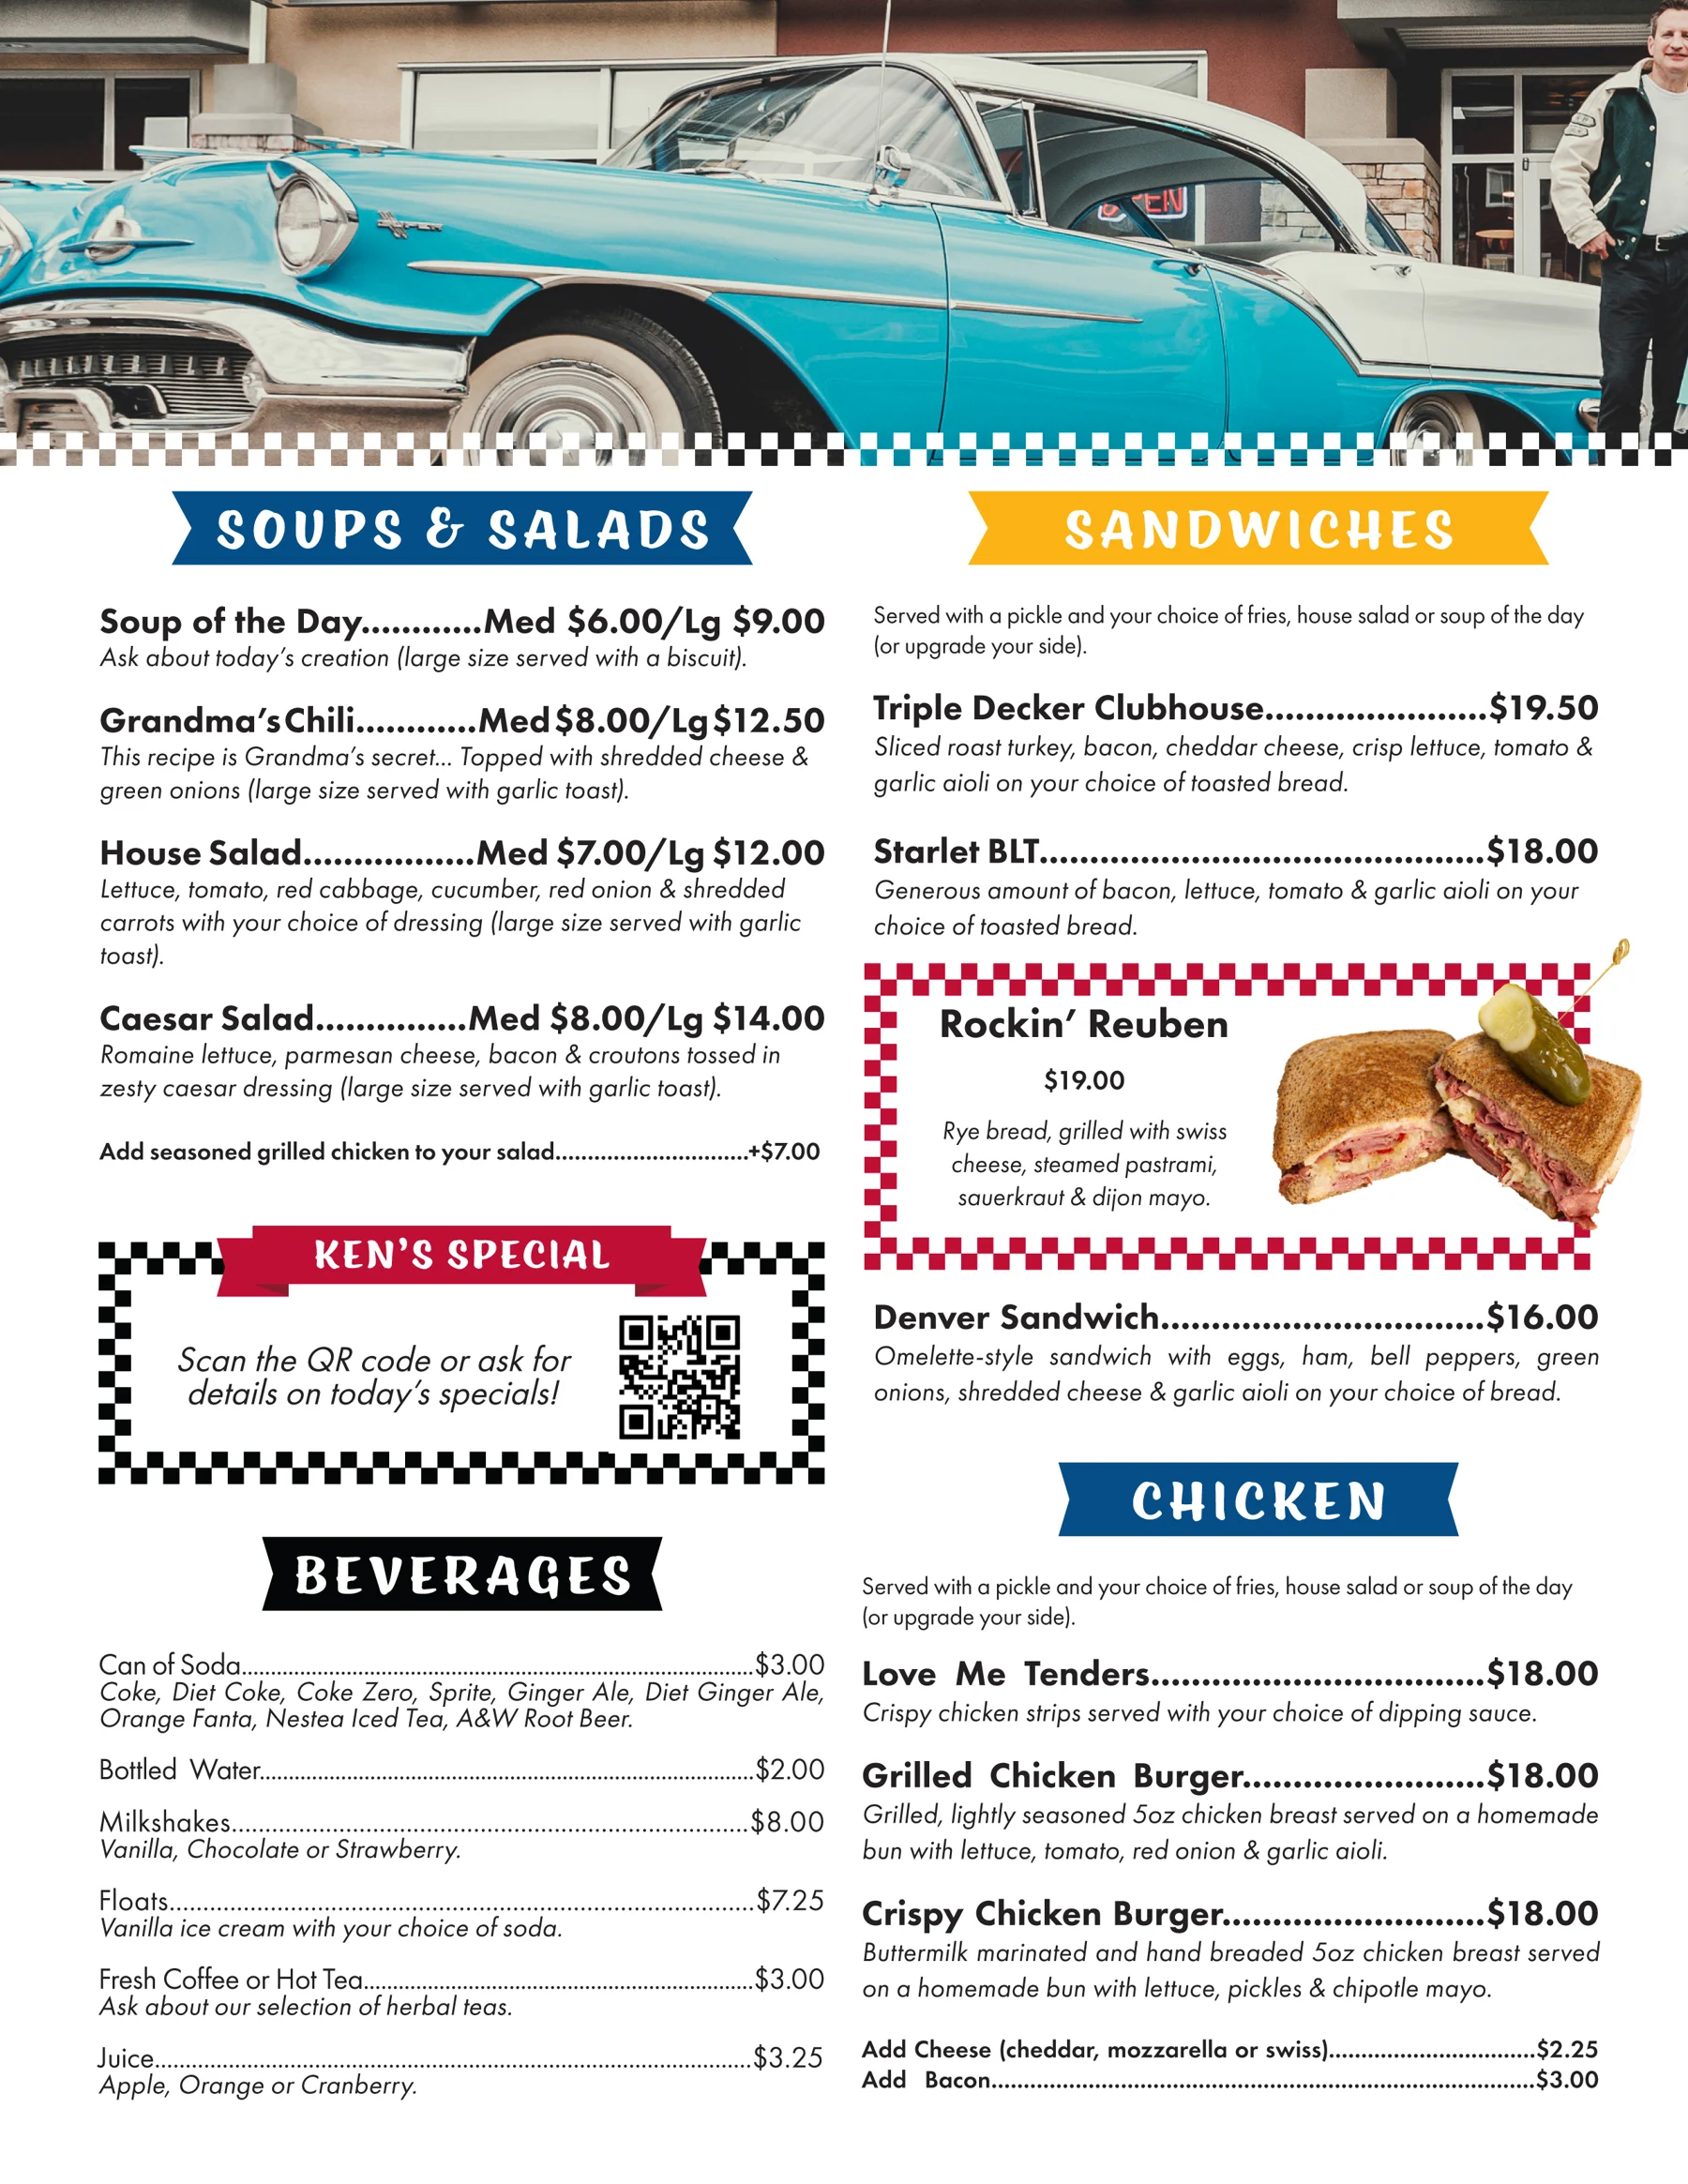 OPEN
SOUPS & SALADS
Soup of the Day............Med $6.00/Lg $9.00
Ask about today's creation (large size served with a biscuit).
Grandma's Chili............Med $8.00/Lg $12.50
This recipe is Grandma's secret... Topped with shredded cheese &
green onions (large size served with garlic toast).
House Salad.................Med $7.00/Lg $12.00
Lettuce, tomato, red cabbage, cucumber, red onion & shredded
carrots with your choice of dressing (large size served with garlic
toast).
Caesar Salad...............Med $8.00/Lg $14.00
Romaine lettuce, parmesan cheese, bacon & croutons tossed in
zesty caesar dressing (large size served with garlic toast).
Add seasoned grilled chicken to your salad..............................+$7.00
KEN'S SPECIAL
Scan the QR code or ask for
details on today's specials!
BEVERAGES
Can of Soda........................................................................................$3.00
Coke, Diet Coke, Coke Zero, Sprite, Ginger Ale, Diet Ginger Ale,
Orange Fanta, Nestea Iced Tea, A&W Root Beer.
Bottled Water.....................................................................................$2.00
Milkshakes.........................................................................................$8.00
Vanilla, Chocolate or Strawberry.
Floats....................................................................................................$7.25
Vanilla ice cream with your choice of soda.
Fresh Coffee or Hot Tea...................................................................$3.00
Ask about our selection of herbal teas.
Juice......................................................................................................$3.25
Apple, Orange or Cranberry.
SANDWICHES
Served with a pickle and your choice of fries, house salad or soup of the day
(or upgrade your side).
Triple Decker Clubhouse......................$19.50
Sliced roast turkey, bacon, cheddar cheese, crisp lettuce, tomato &
garlic aioli on your choice of toasted bread.
Starlet BLT............................................$18.00
Generous amount of bacon, lettuce, tomato & garlic aioli on your
choice of toasted bread.
Rockin' Reuben
$19.00
Rye bread, grilled with swiss
cheese, steamed pastrami,
sauerkraut & dijon mayo.
Denver Sandwich................................$16.00
Omelette-style sandwich with eggs, ham, bell peppers, green
onions, shredded cheese & garlic aioli on your choice of bread.
CHICKEN
Served with a pickle and your choice of fries, house salad or soup of the day
(or upgrade your side).
Love Me Tenders.................................$18.00
Crispy chicken strips served with your choice of dipping sauce.
Grilled Chicken Burger........................$18.00
Grilled, lightly seasoned 5oz chicken breast served on a homemade
bun with lettuce, tomato, red onion & garlic aioli.
Crispy Chicken Burger..........................$18.00
Buttermilk marinated and hand breaded 5oz chicken breast served
on a homemade bun with lettuce, pickles & chipotle mayo.
Add Cheese (cheddar, mozzarella or swiss)................................$2.25
Add Bacon.....................................................................................$3.00